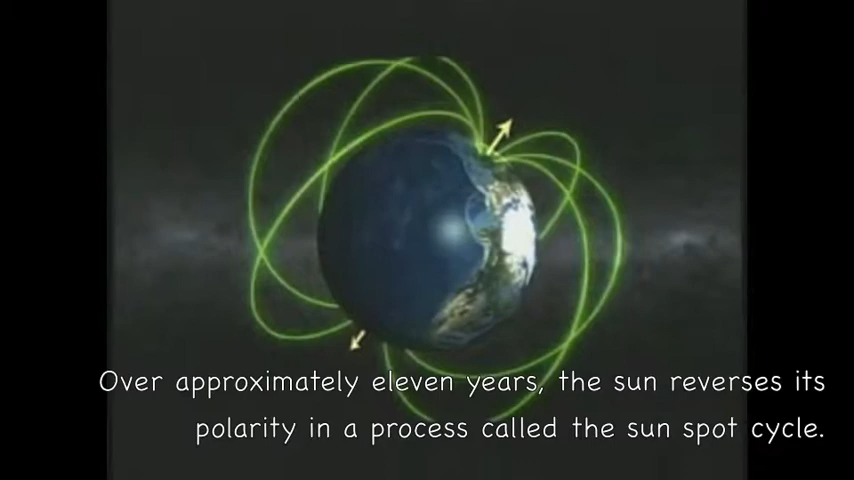 Over approximately eleven years, the sun reverses its
polarity in a process called the sun spot cycle.